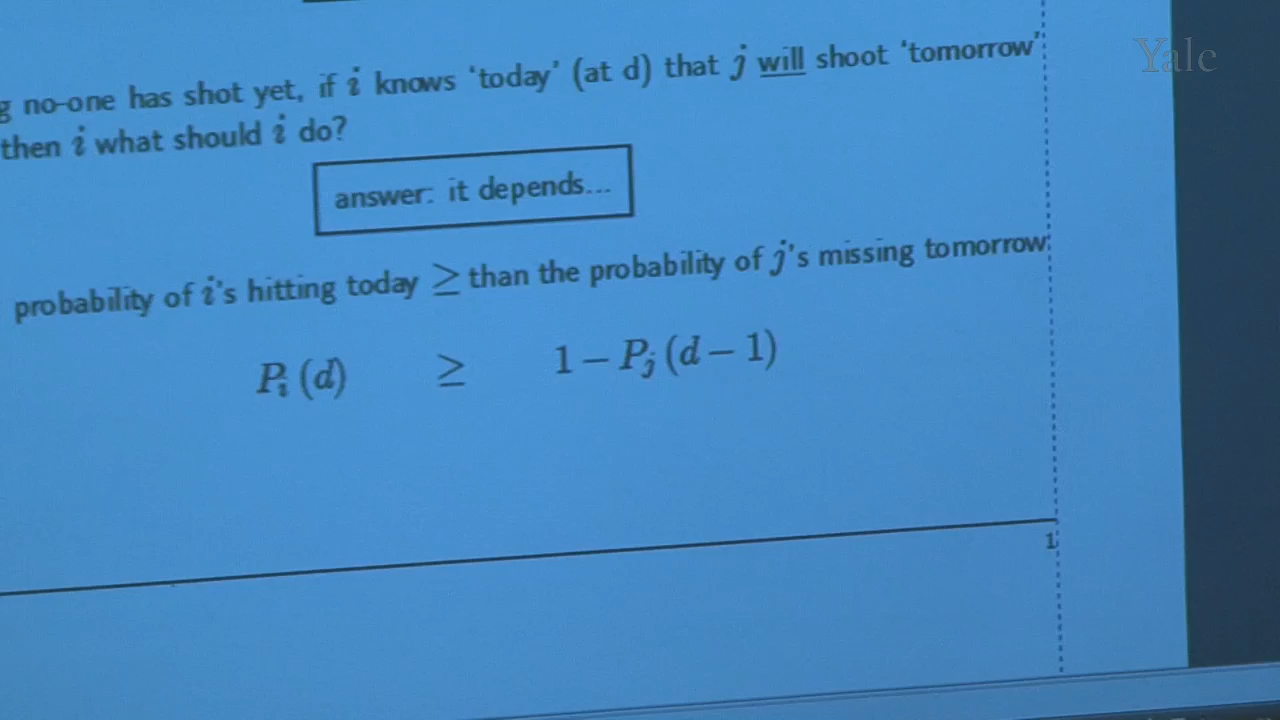 Yale
g no-one has shot yet, if i knows 'today' (at d) that j will shoot 'tomorrow'
then i what should i do?
answer: it depends...
probability of i's hitting today ≥ than the probability of j's missing tomorrow:
P_i (d) ≥ 1 − P_j (d − 1)
1